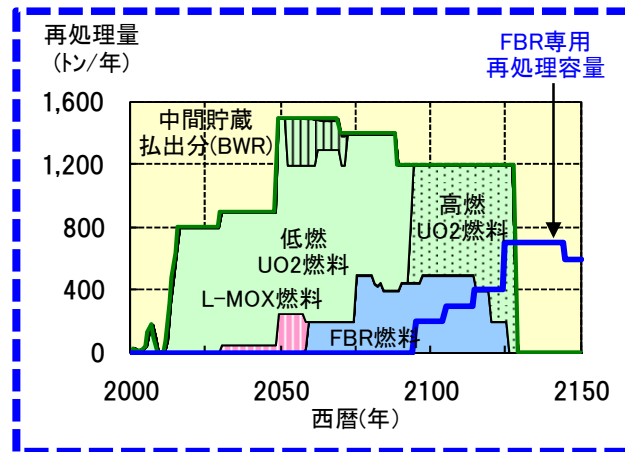 再処理量
(トン/年)
FBR専用
再処理容量
1,600
1,200
800
400
0
中間貯蔵
払出分(BWR)
低燃
UO2燃料
高燃
UO2燃料
L-MOX燃料
FBR燃料
2000
2050
2100
2150
西暦(年)